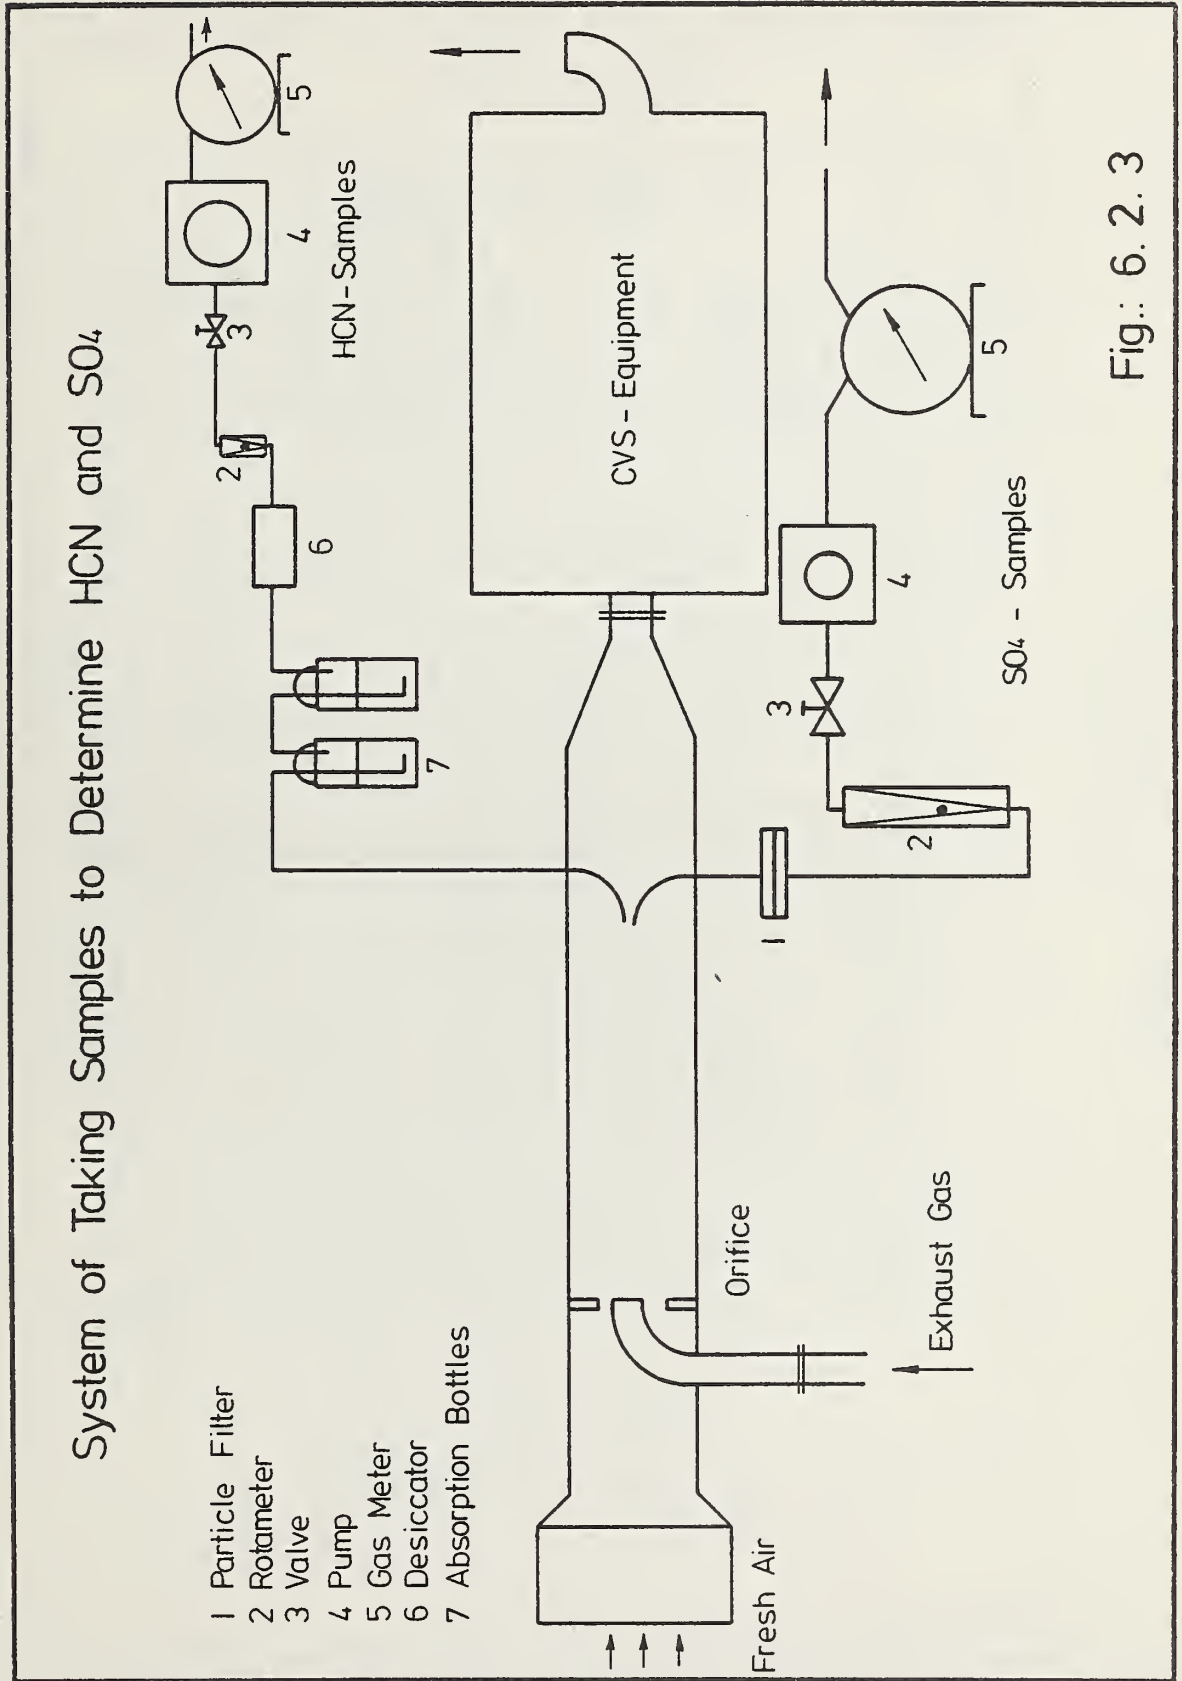 System of Taking Samples to Determine HCN and SO4
1 Particle Filter
2 Rotameter
3 Valve
4 Pump
5 Gas Meter
6 Desiccator
7 Absorption Bottles
7
6
2
3
4
5
HCN-Samples
Fresh Air
Exhaust Gas
Orifice
CVS-Equipment
1
2
3
4
5
SO4 - Samples
Fig.: 6. 2. 3